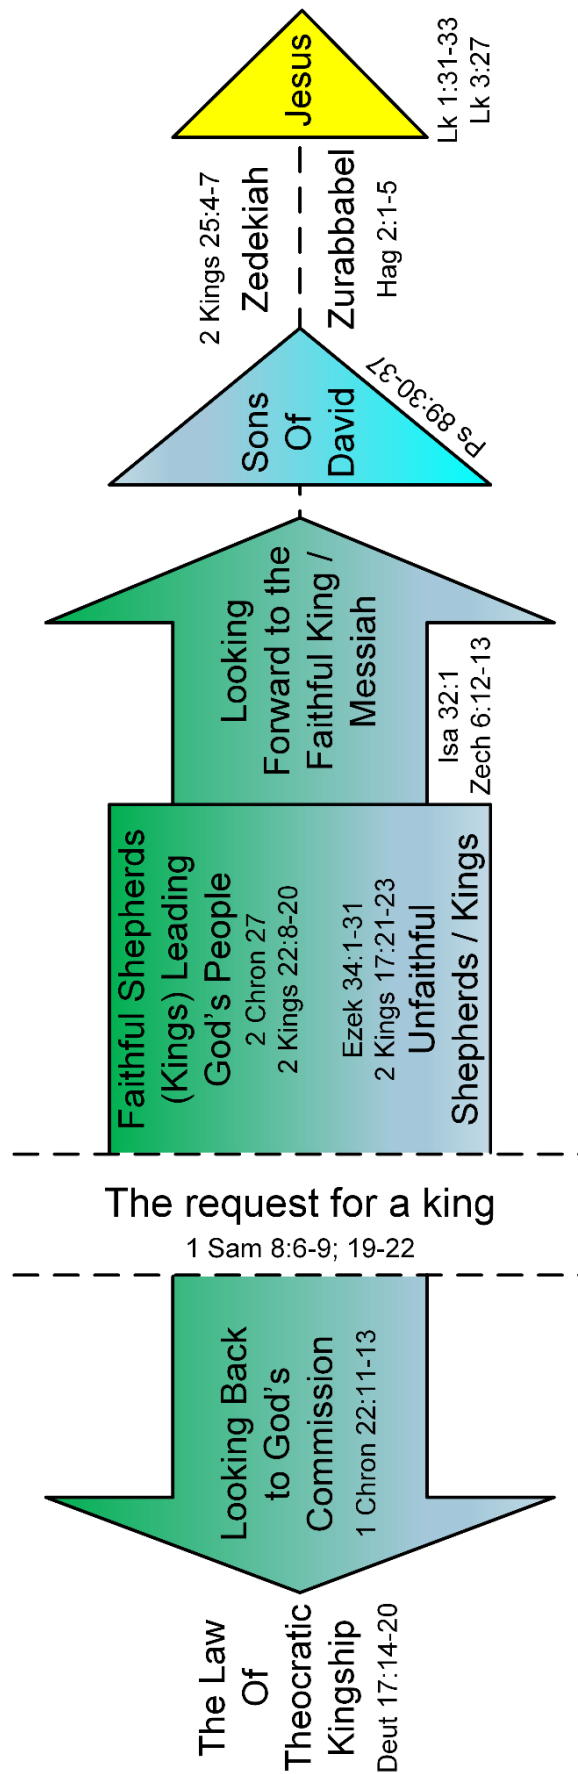 The Law
Of
Theocratic
Kingship
Deut 17:14-20
Looking Back
to God's
Commission
1 Chron 22:11-13
The request for a king
1 Sam 8:6-9; 19-22
Faithful Shepherds
(Kings) Leading
God's People
2 Chron 27
2 Kings 22:8-20
Ezek 34:1-31
2 Kings 17:21-23
Unfaithful
Shepherds / Kings
Looking
Forward to the
Faithful King /
Messiah
Isa 32:1
Zech 6:12-13
Sons
Of
David
Ps 89:30-37
2 Kings 25:4-7
Zedekiah
Zurabbabel
Hag 2:1-5
Jesus
Lk 1:31-33
Lk 3:27